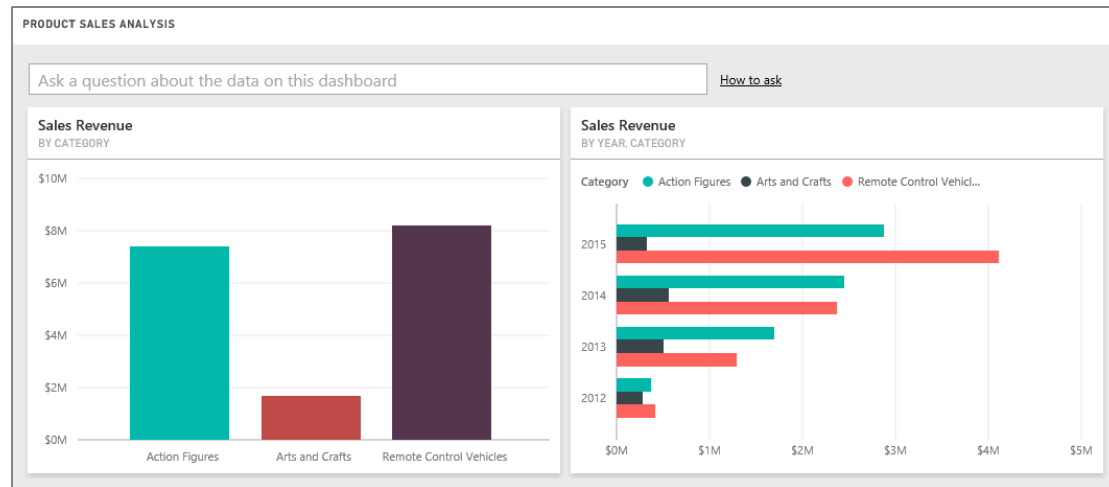 PRODUCT SALES ANALYSIS
Ask a question about the data on this dashboard
How to ask
Sales Revenue
BY CATEGORY
$10M
$8M
$6M
$4M
$2M
$0M
Action Figures
Arts and Crafts
Remote Control Vehicles
Sales Revenue
BY YEAR, CATEGORY
Category Action Figures Arts and Crafts Remote Control Vehicl...
2015
2014
2013
2012
$0M $1M $2M $3M $4M $5M